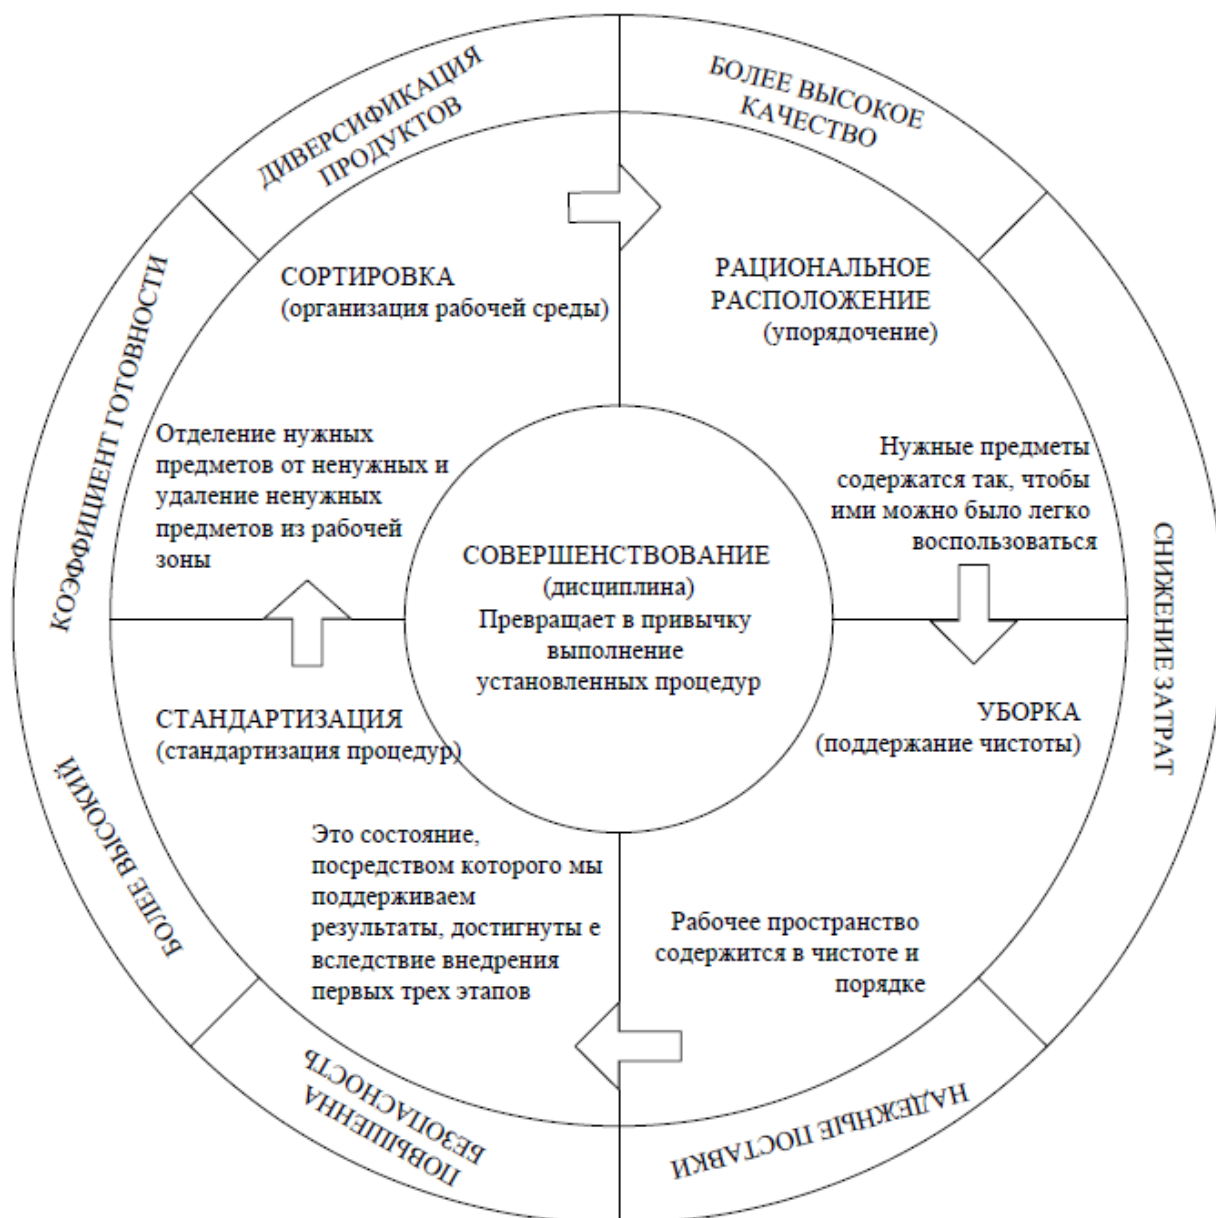 ДИВЕРСИФИКАЦИЯ
ПРОДУКТОВ
БОЛЕЕ ВЫСОКОЕ
КАЧЕСТВО
СОРТИРОВКА
(организация рабочей среды)
РАЦИОНАЛЬНОЕ
РАСПОЛОЖЕНИЕ
(упорядочение)
Отделение нужных
предметов от ненужных и
удаление ненужных
предметов из рабочей
зоны
Нужные предметы
содержатся так, чтобы
ими можно было легко
воспользоваться
СОВЕРШЕНСТВОВАНИЕ
(дисциплина)
Превращает в привычку
выполнение
установленных процедур
СНИЖЕНИЕ ЗАТРАТ
УБОРКА
(поддержание чистоты)
Рабочее пространство
содержится в чистоте и
порядке
НАДЕЖНЫЕ ПОСТАВКИ
СТАНДАРТИЗАЦИЯ
(стандартизация процедур)
Это состояние,
посредством которого мы
поддерживаем
результаты, достигнуты е
вследствие внедрения
первых трех этапов
ПОВЫШЕННА
БЕЗОПАСНОСТЬ
БОЛЕЕ ВЫСОКИЙ
КОЭФФИЦИЕНТ ГОТОВНОСТИ